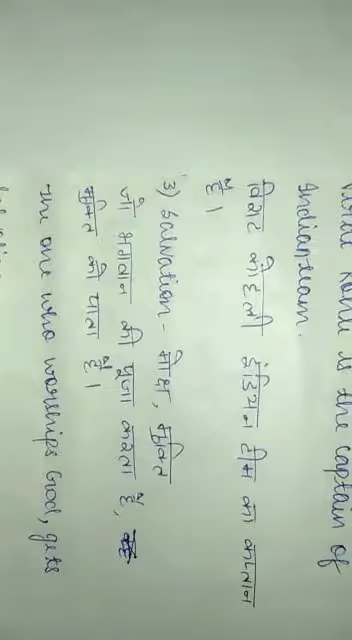 Kohli is the captain of
Indian team.
विराट कोहली इंडियन टीम का कप्तान
है।
3) Salvation - मोक्ष, मुक्ति
जो भगवान की पूजा करता है,
मुक्ति को पाता है।
The one who worships God, gets